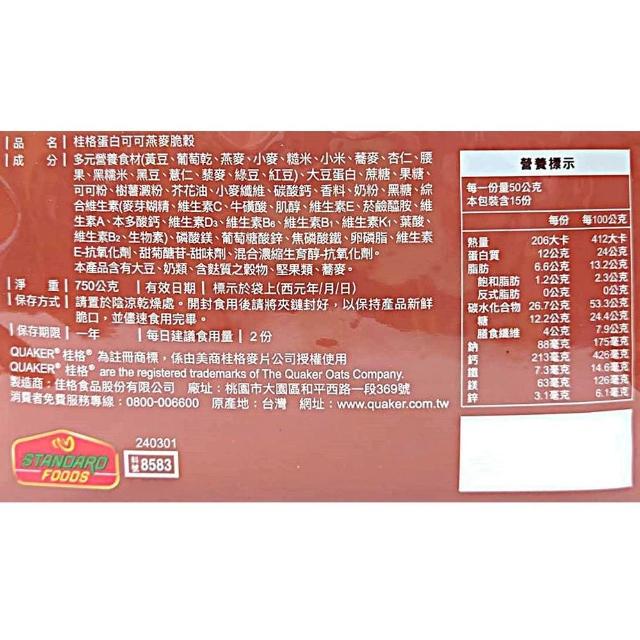 品名 桂格蛋白可可燕麥脆穀
成分 多元營養食材(黃豆、葡萄乾、燕麥、小麥、糙米、小米、蕎麥、杏仁、腰
果、黑糯米、黑豆、薏仁、藜麥、綠豆、紅豆)、大豆蛋白、蔗糖、果糖、
可可粉、樹薯澱粉、芥花油、小麥纖維、碳酸鈣、香料、奶粉、黑糖、綜
合維生素(麥芽糊精、維生素C、牛磺酸、肌醇、維生素E、菸鹼醯胺、維
生素A、本多酸鈣、維生素D3、維生素B6、維生素B1、維生素K1、葉酸、
維生素B2、生物素)、磷酸鎂、葡萄糖酸鋅、焦磷酸鐵、卵磷脂、維生素
E-抗氧化劑、甜菊醣苷-甜味劑、混合濃縮生育醇-抗氧化劑。
本產品含有大豆、奶類、含麩質之穀物、堅果類、蕎麥。
淨重 750公克 有效日期 標示於袋上(西元年/月/日)
保存方式 請置於陰涼乾燥處。開封食用後請將夾鏈封好,以保持產品新鮮
脆口,並儘速食用完畢。
保存期限 一年 每日建議食用量 2份
QUAKER® 桂格® 為註冊商標,係由美商桂格麥片公司授權使用
QUAKER® 桂格® are the registered trademarks of The Quaker Oats Company.
製造商:佳格食品股份有限公司 廠址:桃園市大園區和平西路一段369號
消費者免費服務專線:0800-006600 原產地:台灣 網址:www.quaker.com.tw
240301
料號 8583
STANDARD
FOODS
營養標示
每一份量50公克
本包裝含15份
每份 每100公克
熱量 206大卡 412大卡
蛋白質 12公克 24公克
脂肪 6.6公克 13.2公克
飽和脂肪 1.2公克 2.3公克
反式脂肪 0公克 0公克
碳水化合物 26.7公克 53.3公克
糖 12.2公克 24.4公克
膳食纖維 4公克 7.9公克
鈉 88毫克 175毫克
鈣 213毫克 426毫克
鐵 7.3毫克 14.6毫克
鎂 63毫克 126毫克
鋅 3.1毫克 6.1毫克